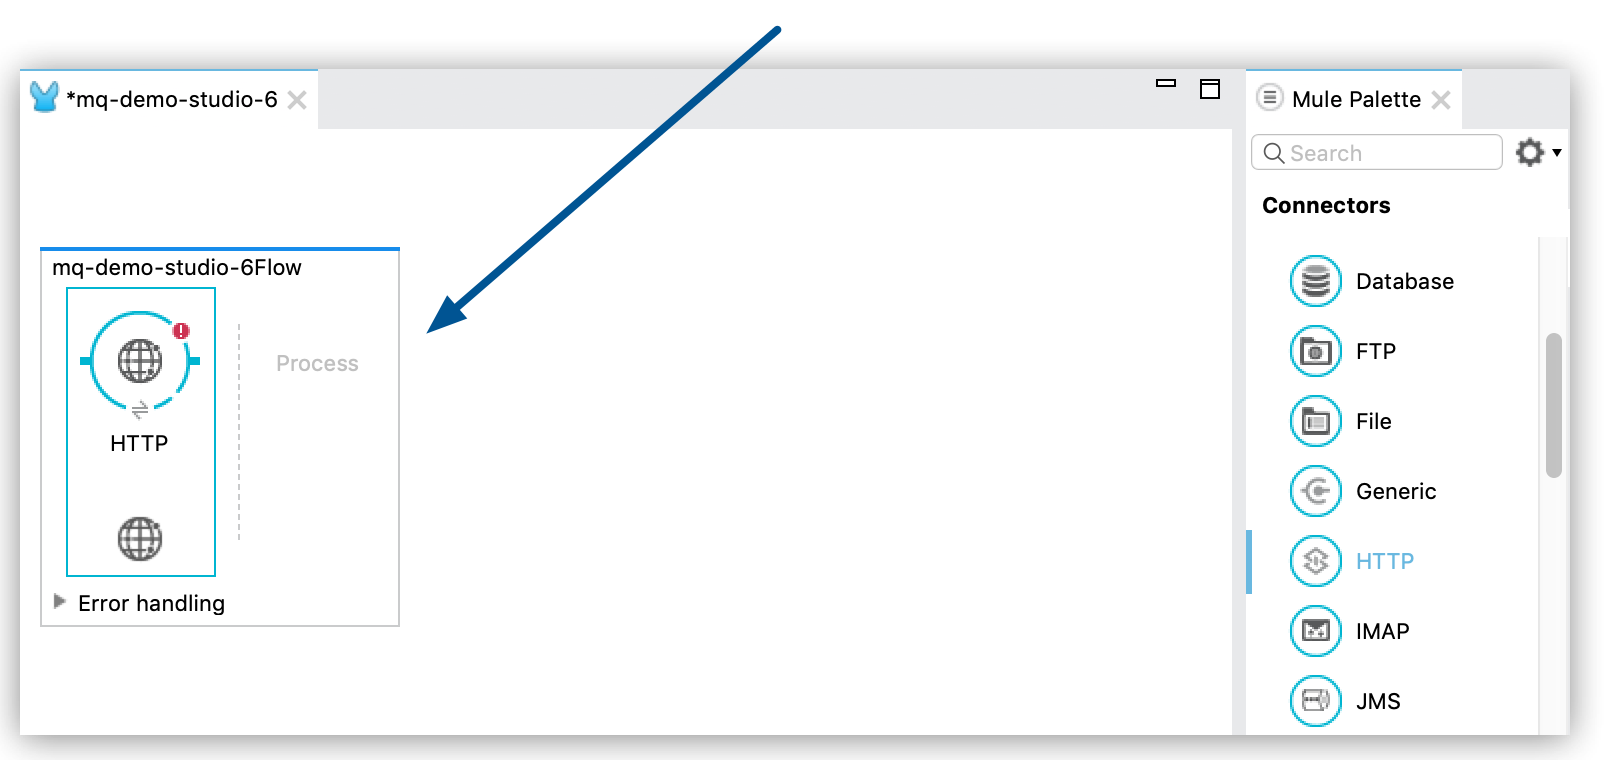 *mq-demo-studio-6
Mule Palette
Search
Connectors
mq-demo-studio-6Flow
Process
HTTP
Error handling
Database
FTP
File
Generic
HTTP
IMAP
JMS